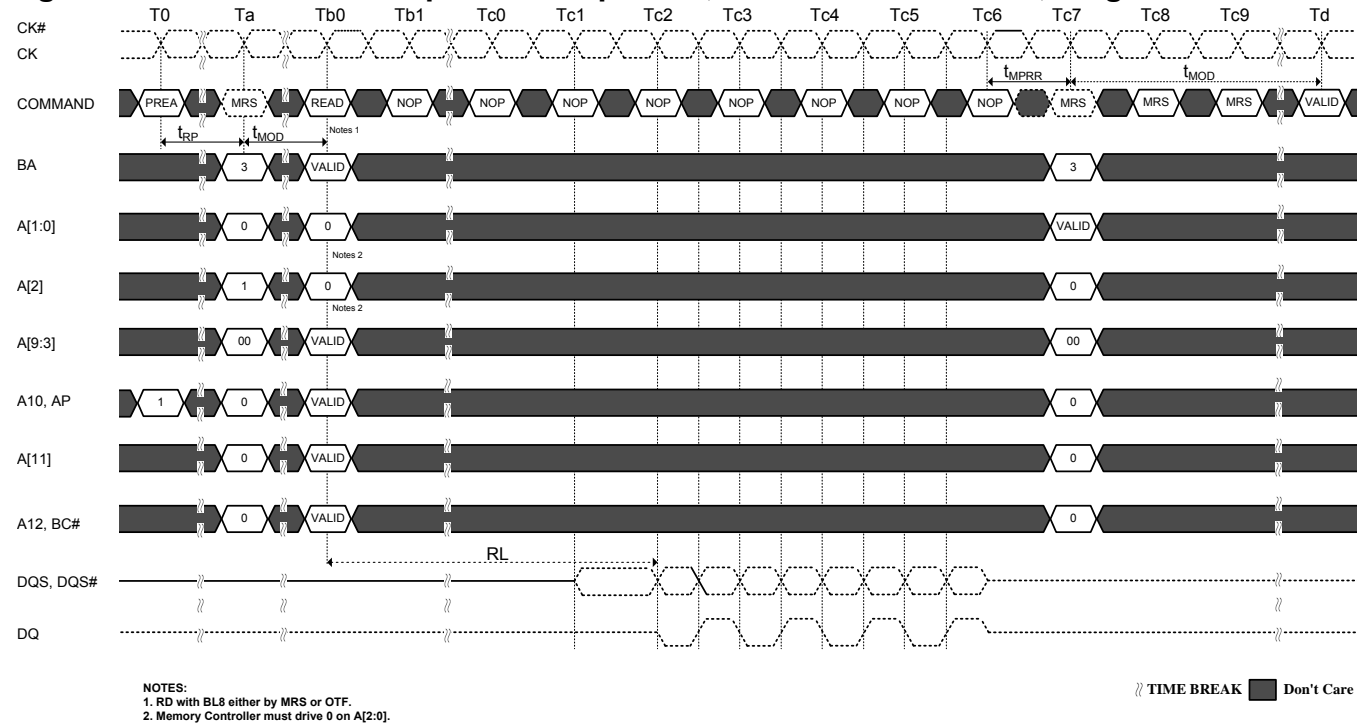 T0 Ta Tb0 Tb1 Tc0 Tc1 Tc2 Tc3 Tc4 Tc5 Tc6 Tc7 Tc8 Tc9 Td
CK#
CK
tMPRR tMOD
COMMAND PREA MRS READ NOP NOP NOP NOP NOP NOP NOP NOP MRS MRS MRS VALID
tRP tMOD Notes 1
BA 3 VALID 3
A[1:0] 0 0 VALID
Notes 2
A[2] 1 0 0
Notes 2
A[9:3] 00 VALID 00
A10, AP 1 0 VALID 0
A[11] 0 VALID 0
A12, BC# 0 VALID 0
RL
DQS, DQS#
DQ
NOTES:
1. RD with BL8 either by MRS or OTF.
2. Memory Controller must drive 0 on A[2:0].
TIME BREAK Don't Care